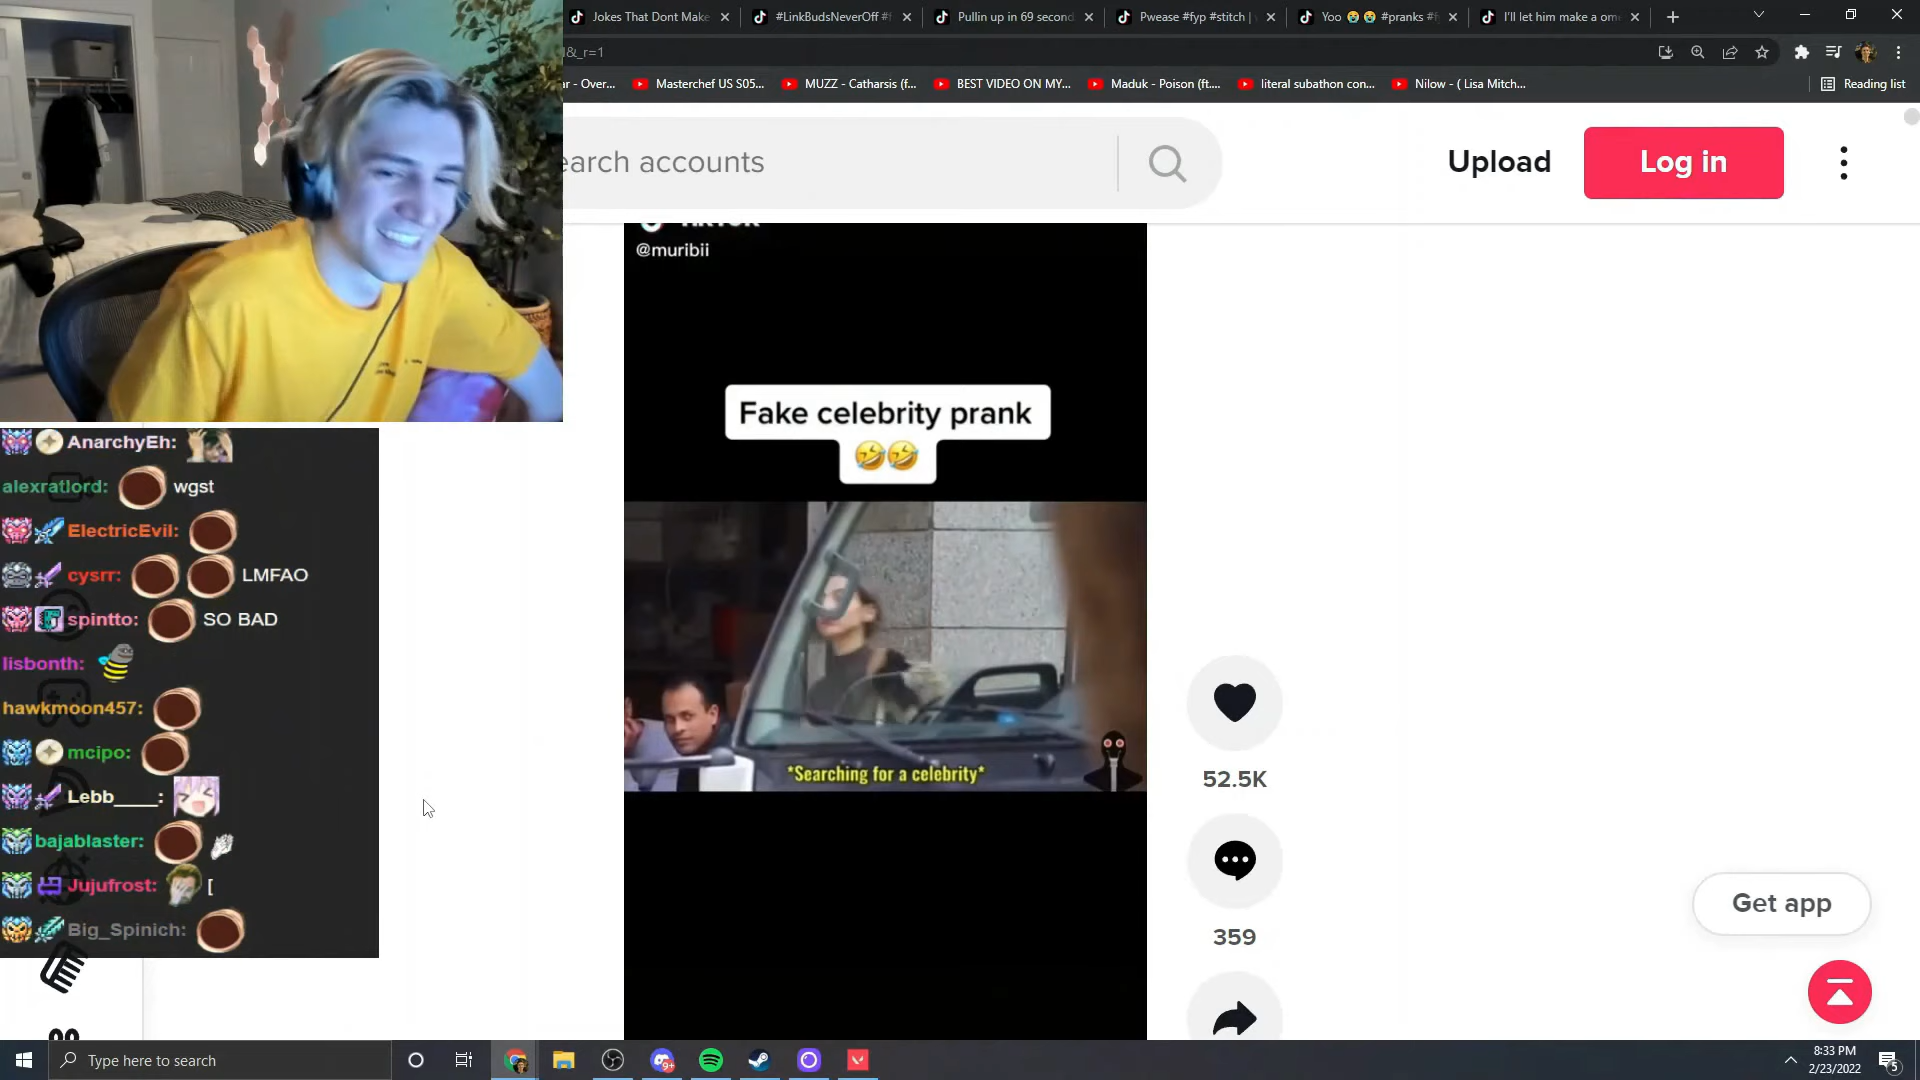 Jokes That Dont Make
#LinkBudsNeverOff #f
Pullin up in 69 second
Pwease #fyp #stitch |
Yoo 😭 😭 #pranks #f
I'll let him make a ome
&_r=1
ar - Over...
Masterchef US S05...
MUZZ - Catharsis (f...
BEST VIDEO ON MY...
Maduk - Poison (ft....
literal subathon con...
Nilow - ( Lisa Mitch...
Reading list
earch accounts
Upload
Log in
@muribii
Fake celebrity prank
🤣🤣
*Searching for a celebrity*
52.5K
359
Get app
AnarchyEh:
alexratlord: wgst
ElectricEvil:
cysrr: LMFAO
spintto: SO BAD
lisbonth:
hawkmoon457:
mcipo:
Lebb____:
bajablaster:
Jujufrost: [
Big_Spinich:
Type here to search
9+
8:33 PM
2/23/2022
5